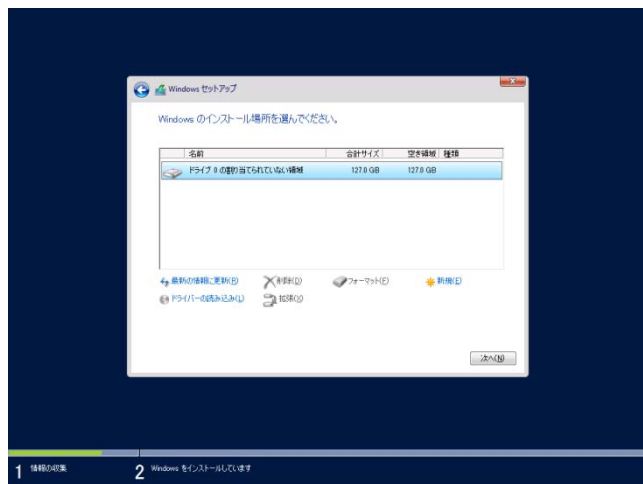 Windows セットアップ
Windows のインストール場所を選んでください。
名前 合計サイズ 空き領域 種類
ドライブ 0 の割り当てられていない領域 127.0 GB 127.0 GB
最新の情報に更新(R) 削除(D) フォーマット(F) 新規(E)
ドライバーの読み込み(L) 拡張(X)
次へ(N)
1 情報の収集 2 Windows をインストールしています